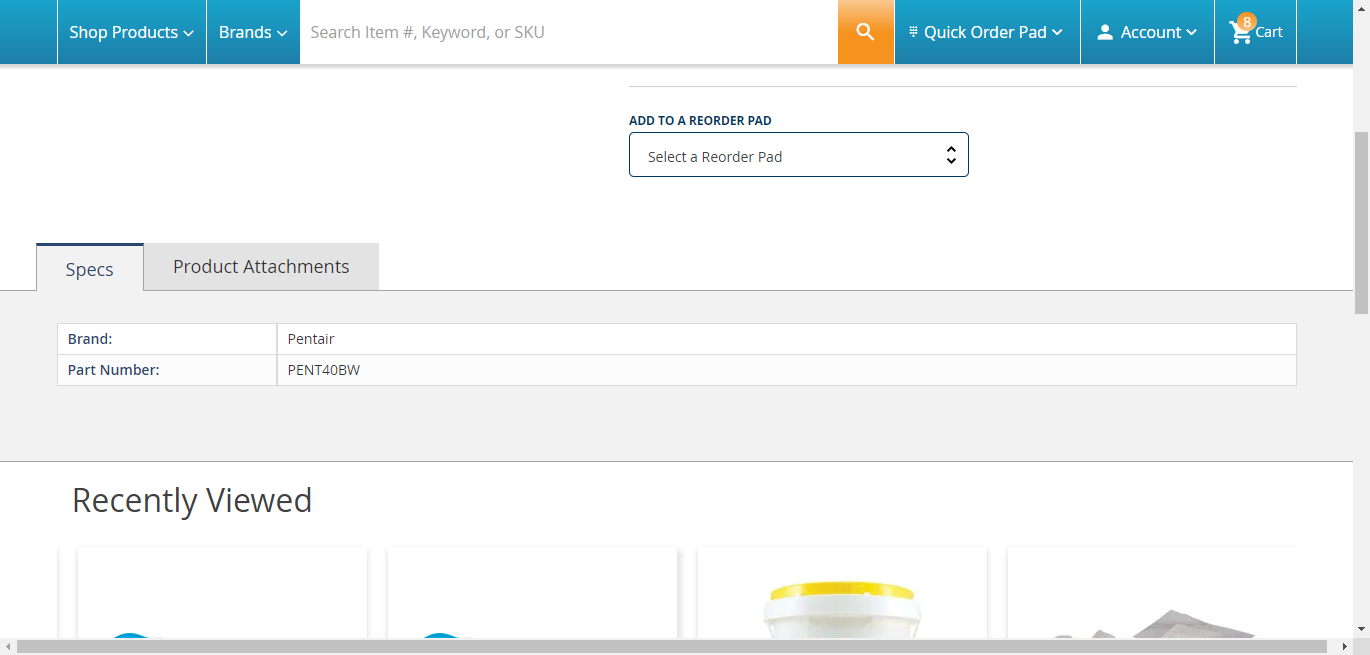 Shop Products
Brands
Search Item #, Keyword, or SKU
Quick Order Pad
Account
8
Cart
ADD TO A REORDER PAD
Select a Reorder Pad
Specs
Product Attachments
Brand: Pentair
Part Number: PENT40BW
Recently Viewed